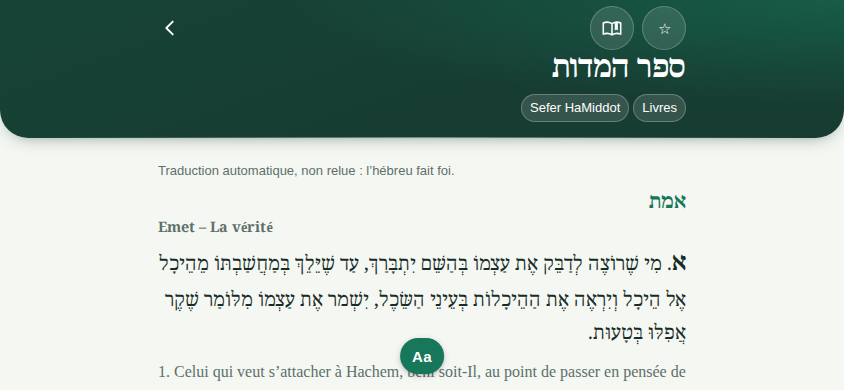 ספר המדות
Sefer HaMiddot
Livres
Traduction automatique, non relue : l’hébreu fait foi.
אמת
Emet – La vérité
א. מִי שֶׁרוֹצֶה לְדַבֵּק אֶת עַצְמוֹ בְּהַשֵּׁם יִתְבָּרַךְ, עַד שֶׁיֵּלֵךְ בְּמַחֲשַׁבְתּוֹ מֵהֵיכָל
אֶל הֵיכָל וְיִרְאֶה אֶת הַהֵיכָלוֹת בְּעֵינֵי הַשֵּׂכֶל, יִשְׁמֹר אֶת עַצְמוֹ מִלּוֹמַר שֶׁקֶר
אֲפִלּוּ בְּטָעוּת.
Aa
1. Celui qui veut s’attacher à Hachem, soit-Il, au point de passer en pensée de